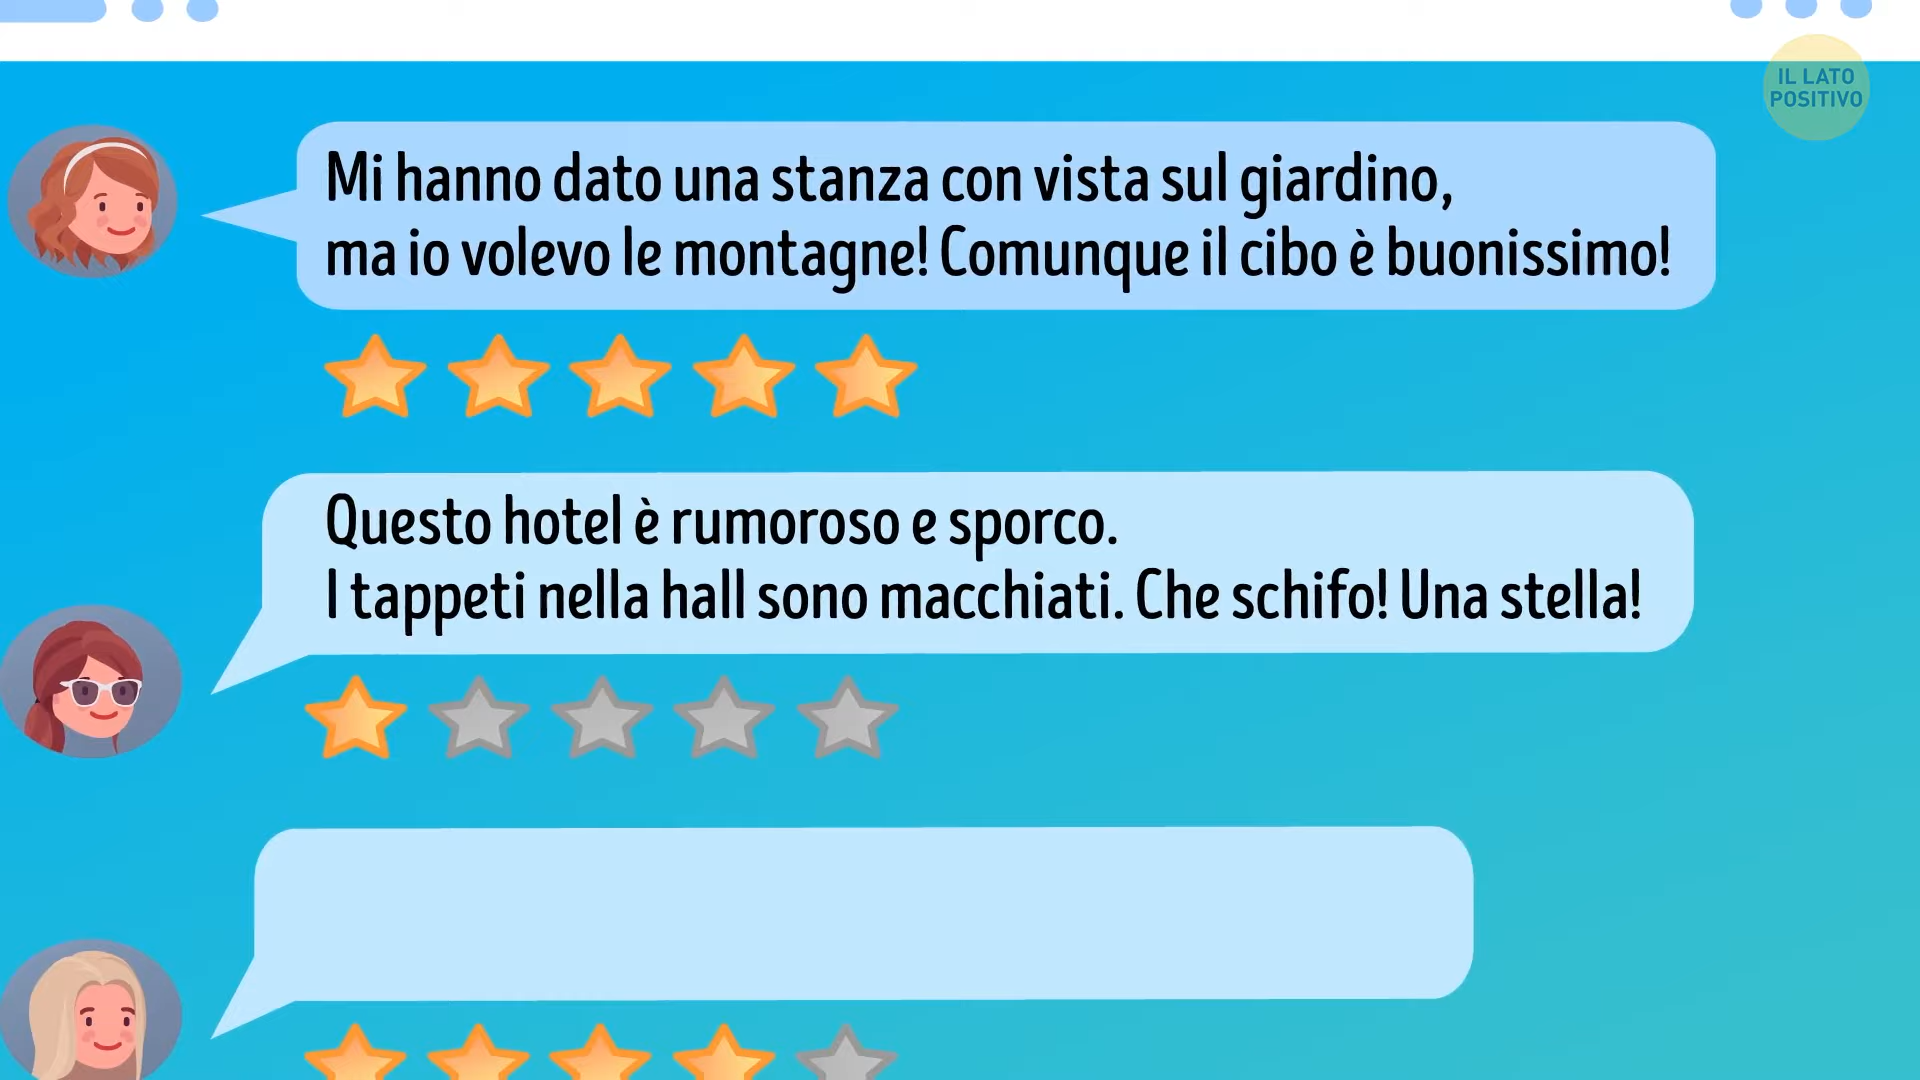 IL LATO
POSITIVO
Mi hanno dato una stanza con vista sul giardino,
ma io volevo le montagne! Comunque il cibo è buonissimo!
Questo hotel è rumoroso e sporco.
I tappeti nella hall sono macchiati. Che schifo! Una stella!